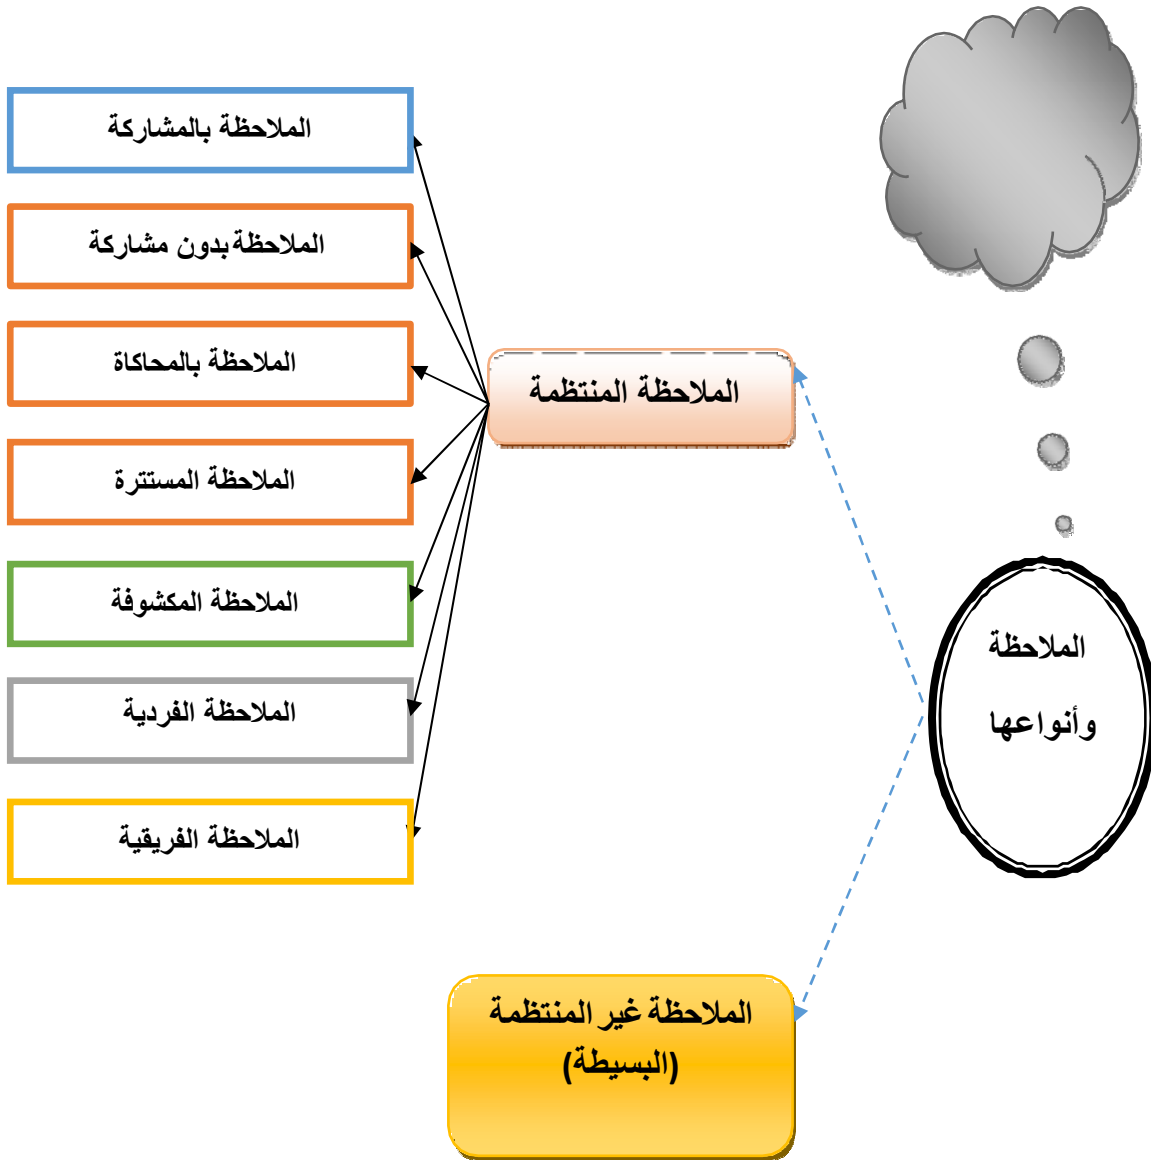 الملاحظة
وأنواعها
الملاحظة المنتظمة
الملاحظة بالمشاركة
الملاحظة بدون مشاركة
الملاحظة بالمحاكاة
الملاحظة المستترة
الملاحظة المكشوفة
الملاحظة الفردية
الملاحظة الفريقية
الملاحظة غير المنتظمة
(البسيطة)